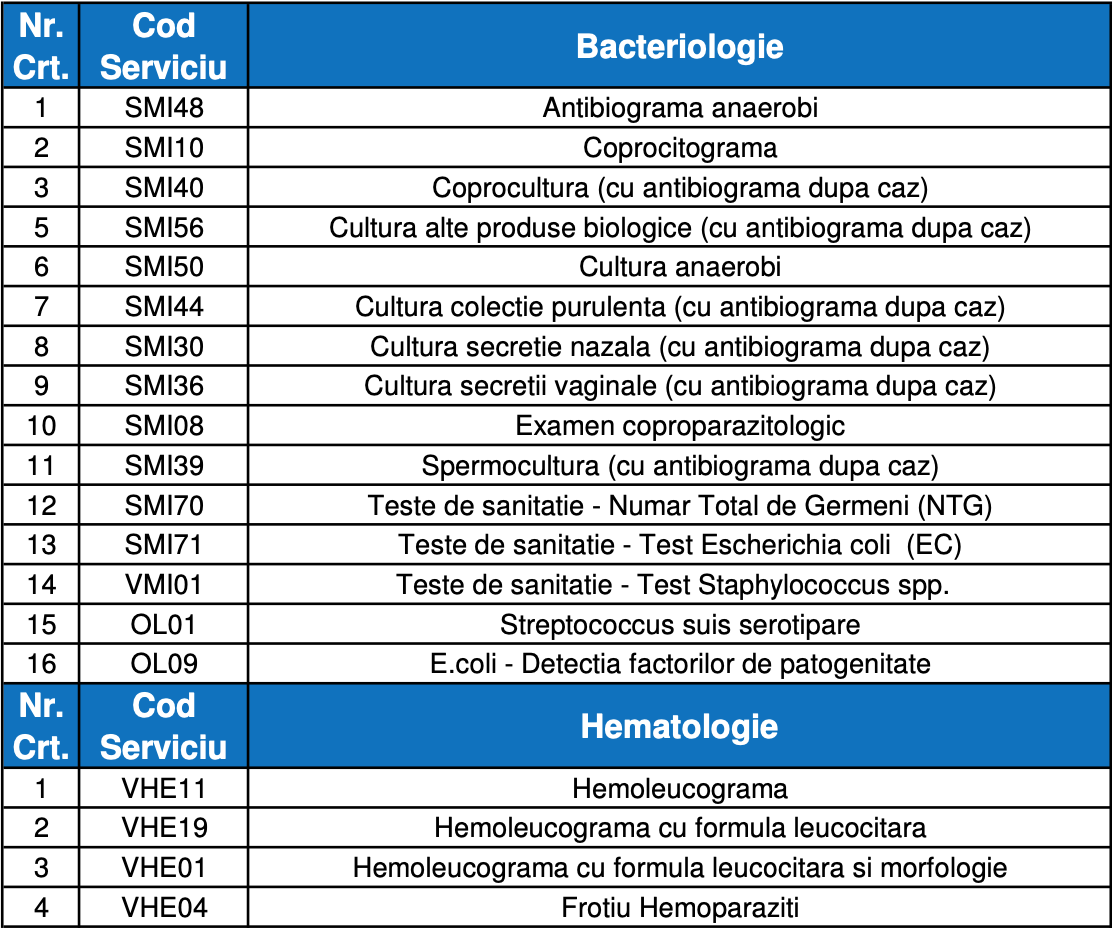 Nr. Crt. Cod Serviciu Bacteriologie
1 SMI48 Antibiograma anaerobi
2 SMI10 Coprocitograma
3 SMI40 Coprocultura (cu antibiograma dupa caz)
5 SMI56 Cultura alte produse biologice (cu antibiograma dupa caz)
6 SMI50 Cultura anaerobi
7 SMI44 Cultura colectie purulenta (cu antibiograma dupa caz)
8 SMI30 Cultura secretie nazala (cu antibiograma dupa caz)
9 SMI36 Cultura secretii vaginale (cu antibiograma dupa caz)
10 SMI08 Examen coproparazitologic
11 SMI39 Spermocultura (cu antibiograma dupa caz)
12 SMI70 Teste de sanitatie - Numar Total de Germeni (NTG)
13 SMI71 Teste de sanitatie - Test Escherichia coli  (EC)
14 VMI01 Teste de sanitatie - Test Staphylococcus spp.
15 OL01 Streptococcus suis serotipare
16 OL09 E.coli - Detectia factorilor de patogenitate
Nr. Crt. Cod Serviciu Hematologie
1 VHE11 Hemoleucograma
2 VHE19 Hemoleucograma cu formula leucocitara
3 VHE01 Hemoleucograma cu formula leucocitara si morfologie
4 VHE04 Frotiu Hemoparaziti